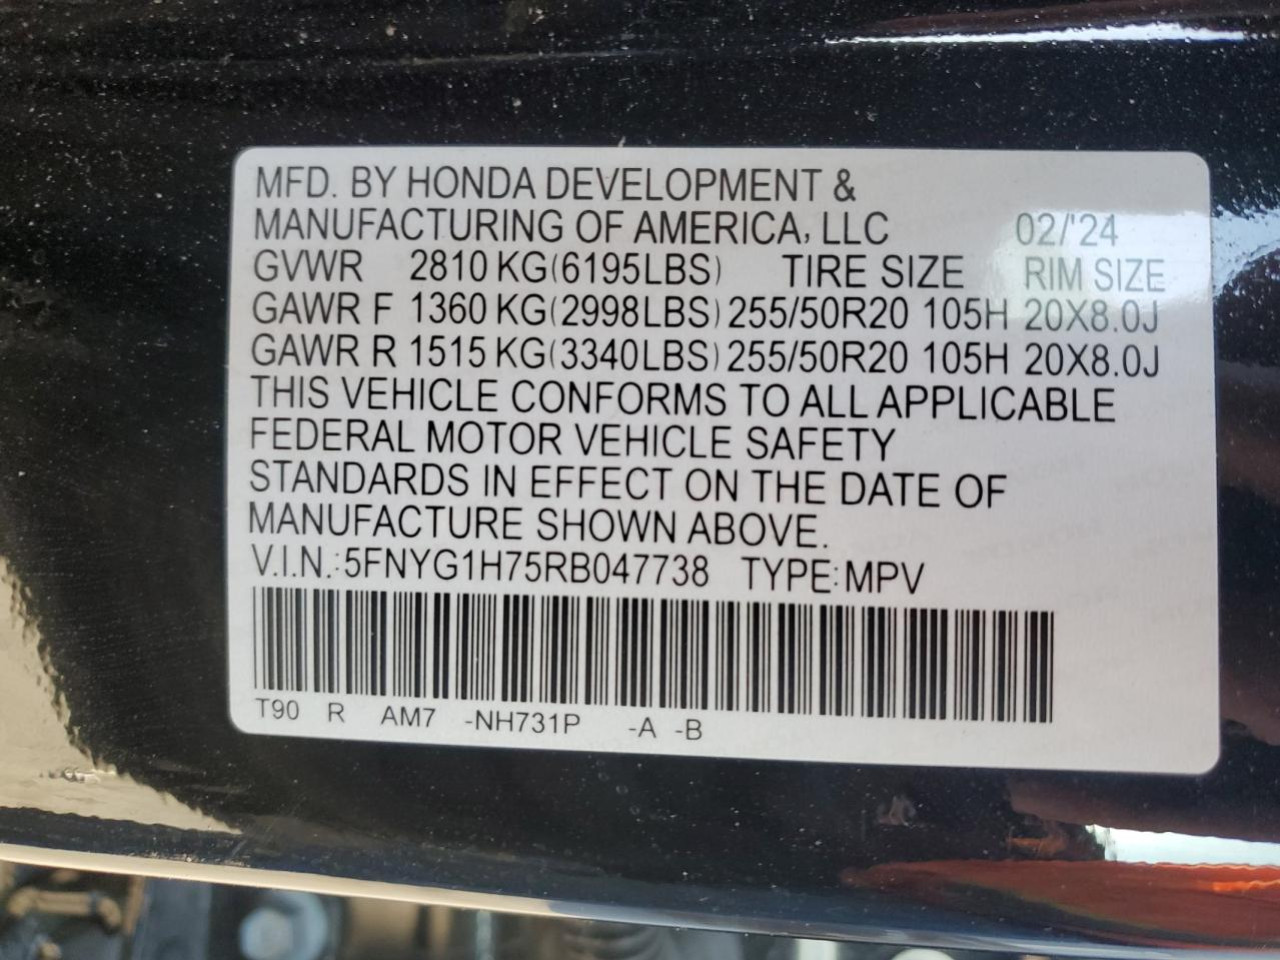 MFD. BY HONDA DEVELOPMENT &
MANUFACTURING OF AMERICA, LLC 02/'24
GVWR 2810 KG(6195LBS) TIRE SIZE RIM SIZE
GAWR F 1360 KG(2998LBS) 255/50R20 105H 20X8.0J
GAWR R 1515 KG(3340LBS) 255/50R20 105H 20X8.0J
THIS VEHICLE CONFORMS TO ALL APPLICABLE
FEDERAL MOTOR VEHICLE SAFETY
STANDARDS IN EFFECT ON THE DATE OF
MANUFACTURE SHOWN ABOVE.
V.I.N.:5FNYG1H75RB047738 TYPE:MPV
T90 R AM7 -NH731P -A -B